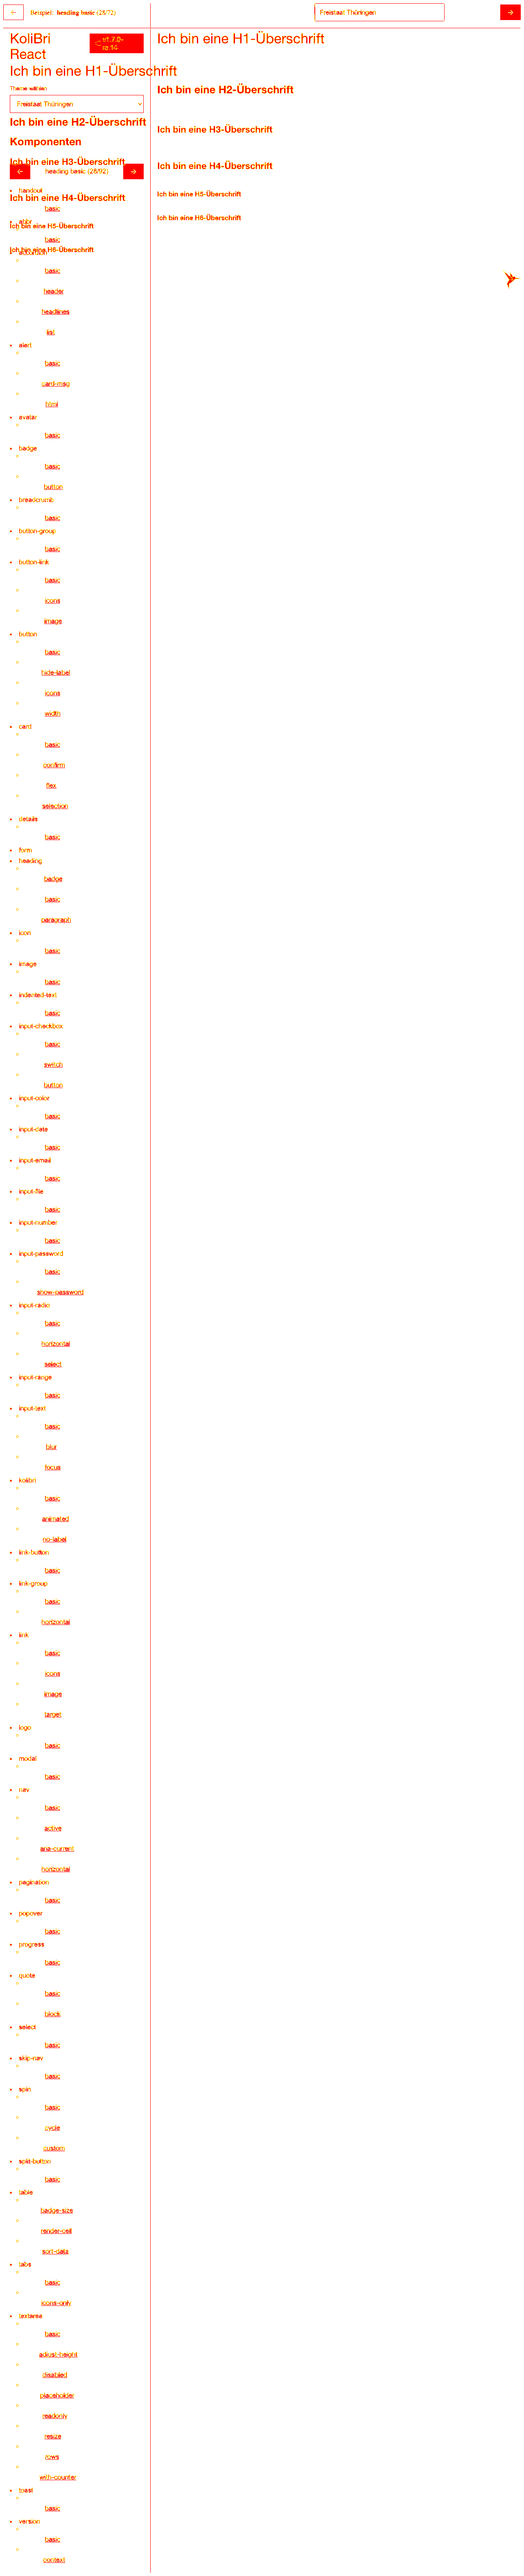 Beispiel: heading basic (28/72)
Freistaat Thüringen
KoliBri
React
Ich bin eine H1-Überschrift
Ich bin eine H1-Überschrift
Theme wählen
Freistaat Thüringen
Ich bin eine H2-Überschrift
Ich bin eine H2-Überschrift
Komponenten
Ich bin eine H3-Überschrift
Ich bin eine H3-Überschrift
heading basic (28/92)
Ich bin eine H4-Überschrift
handout
Ich bin eine H4-Überschrift
Ich bin eine H5-Überschrift
basic
abbr
Ich bin eine H6-Überschrift
Ich bin eine H5-Überschrift
basic
Ich bin eine H6-Überschrift
accordion
basic
header
headlines
list
alert
basic
card-msg
html
avatar
basic
badge
basic
button
breadcrumb
basic
button-group
basic
button-link
basic
icons
image
button
basic
hide-label
icons
width
card
basic
confirm
flex
selection
details
basic
form
heading
badge
basic
paragraph
icon
basic
image
basic
indented-text
basic
input-checkbox
basic
switch
button
input-color
basic
input-date
basic
input-email
basic
input-file
basic
input-number
basic
input-password
basic
show-password
input-radio
basic
horizontal
select
input-range
basic
input-text
basic
blur
focus
kolibri
basic
animated
no-label
link-button
basic
link-group
basic
horizontal
link
basic
icons
image
target
logo
basic
modal
basic
nav
basic
active
aria-current
horizontal
pagination
basic
popover
basic
progress
basic
quote
basic
block
select
basic
skip-nav
basic
spin
basic
cycle
custom
split-button
basic
table
badge-size
render-cell
sort-data
tabs
basic
icons-only
textarea
basic
adjust-height
disabled
placeholder
readonly
resize
rows
with-counter
toast
basic
version
basic
context